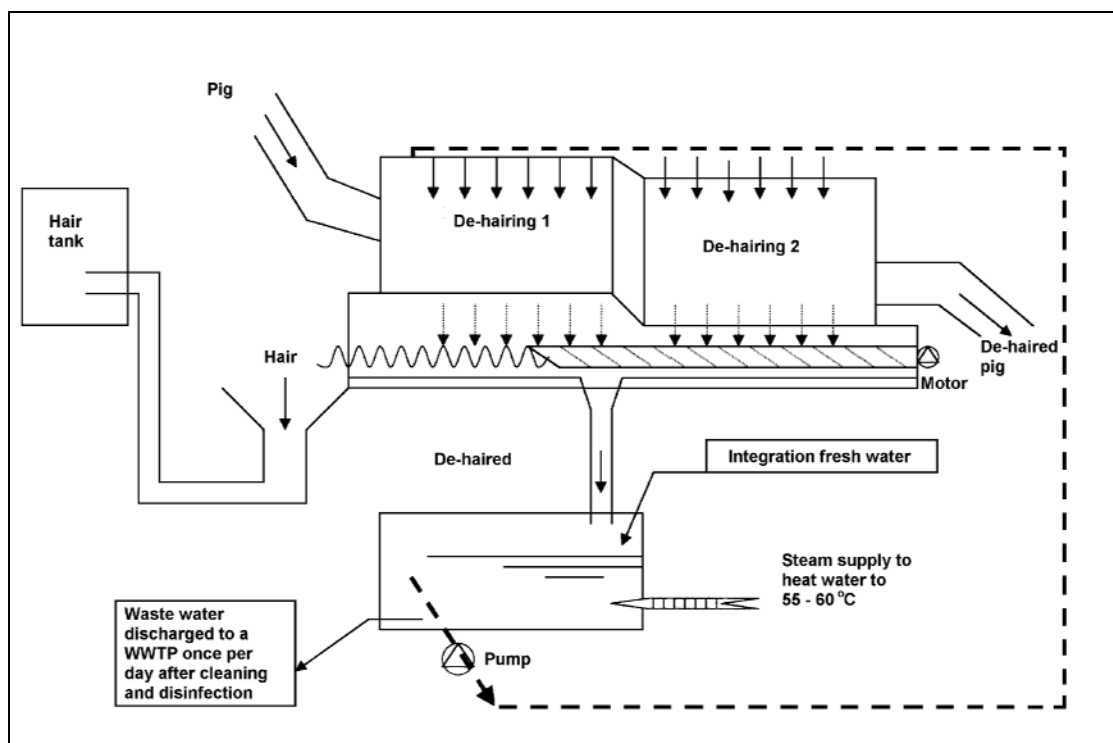 Pig
Hair
tank
De-hairing 1
De-hairing 2
Hair
De-haired
pig
Motor
De-haired
Integration fresh water
Steam supply to
heat water to
55 - 60 °C
Waste water
discharged to a
WWTP once per
day after cleaning
and disinfection
Pump